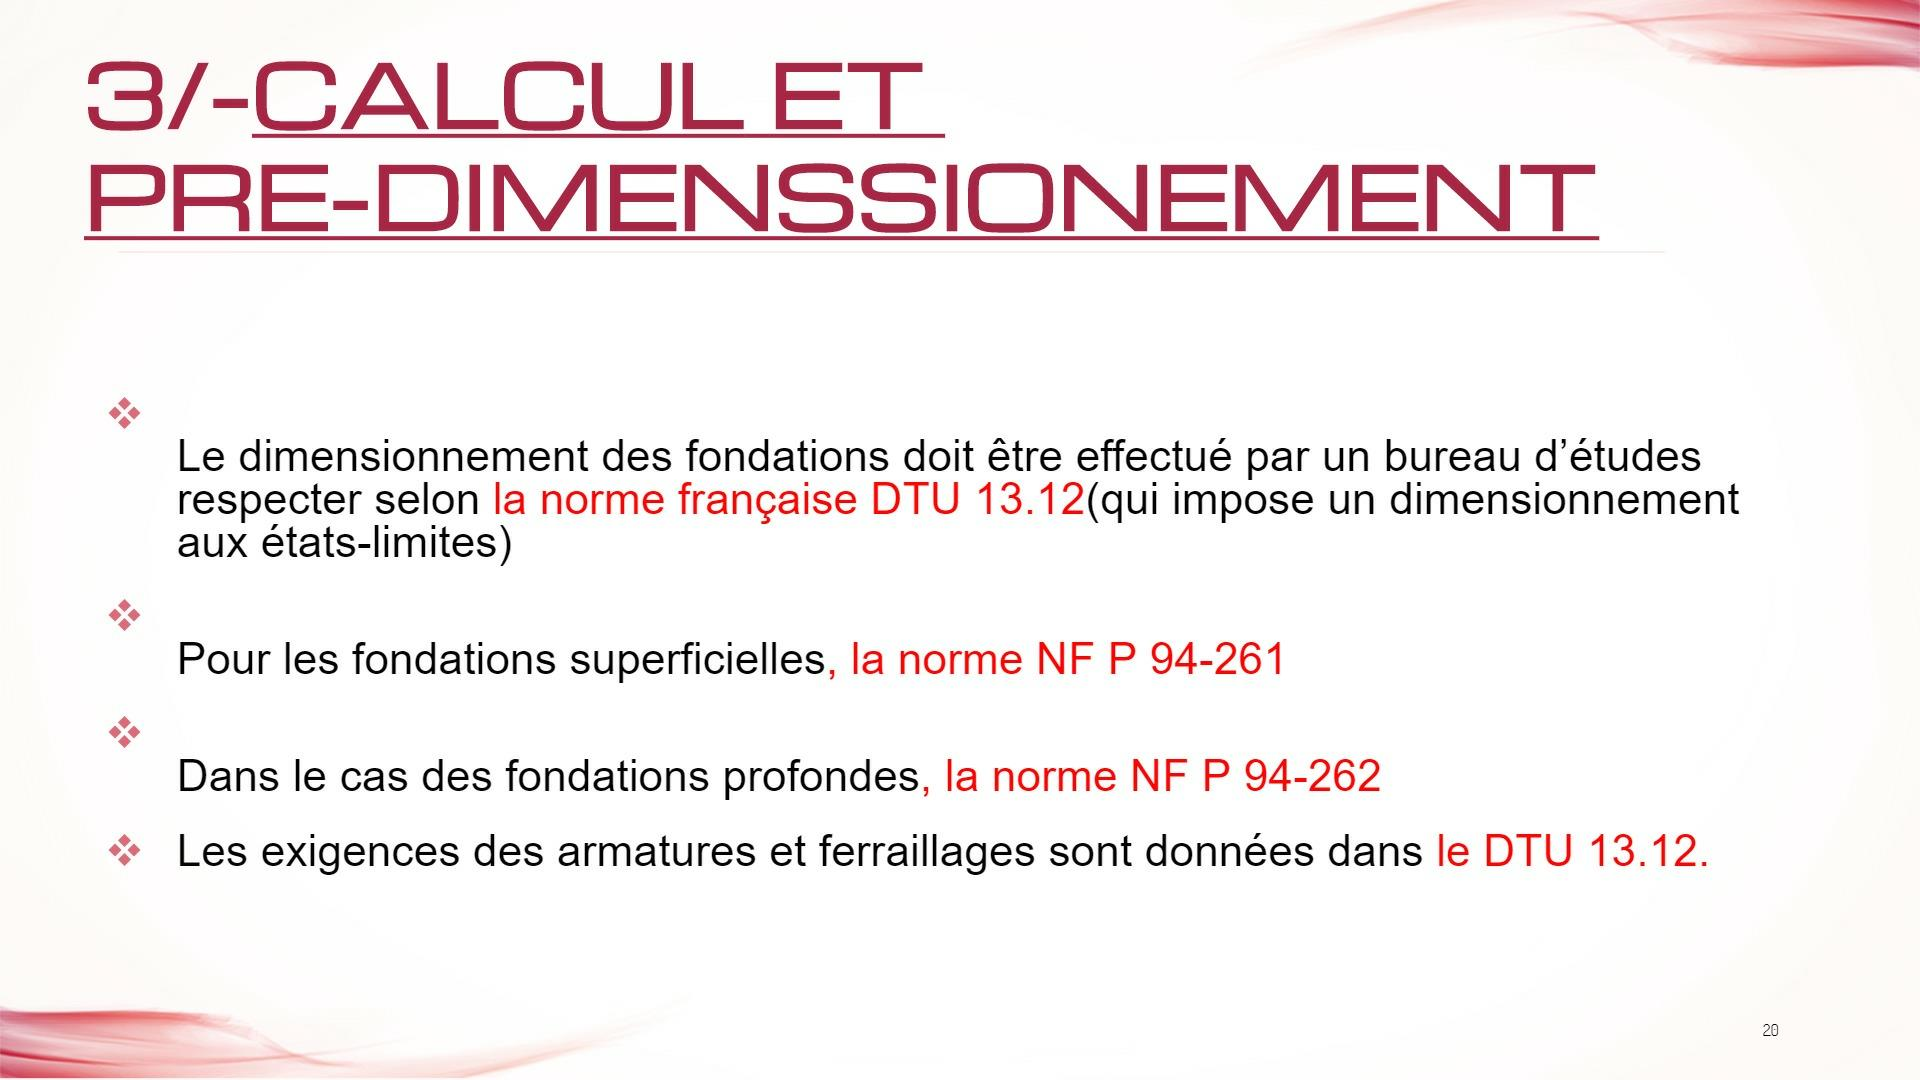 3/-CALCUL ET
PRE-DIMENSSIONEMENT
Le dimensionnement des fondations doit être effectué par un bureau d’études
respecter selon la norme française DTU 13.12(qui impose un dimensionnement
aux états-limites)
Pour les fondations superficielles, la norme NF P 94-261
Dans le cas des fondations profondes, la norme NF P 94-262
Les exigences des armatures et ferraillages sont données dans le DTU 13.12.
20